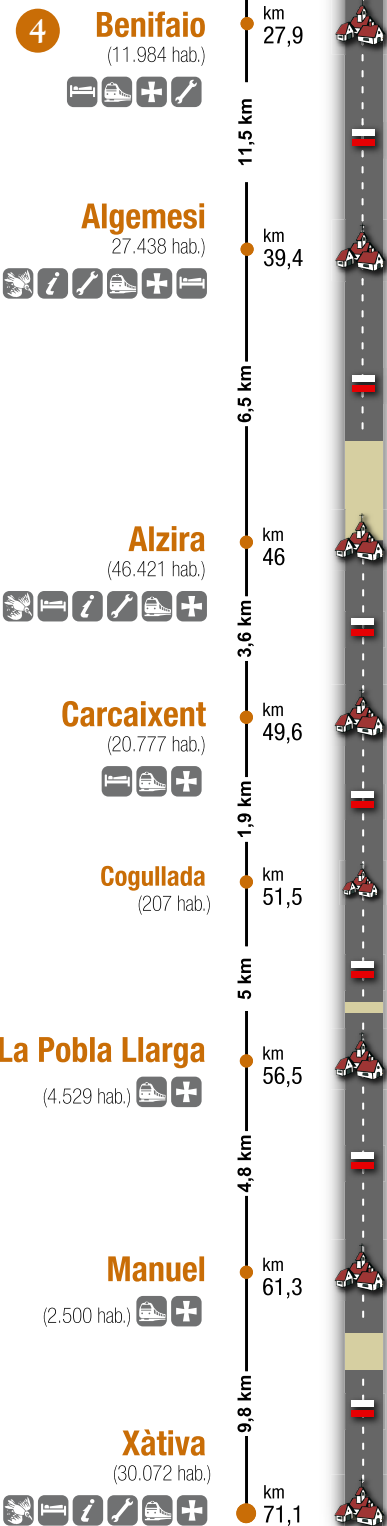 4 Benifaio
(11.984 hab.)
km
27,9
11,5 km
Algemesi
27.438 hab.)
i
km
39,4
6,5 km
Alzira
(46.421 hab.)
i
km
46
3,6 km
Carcaixent
(20.777 hab.)
km
49,6
1,9 km
Cogullada
(207 hab.)
km
51,5
5 km
La Pobla Llarga
(4.529 hab.)
km
56,5
4,8 km
Manuel
(2.500 hab.)
km
61,3
9,8 km
Xàtiva
(30.072 hab.)
i
km
71,1